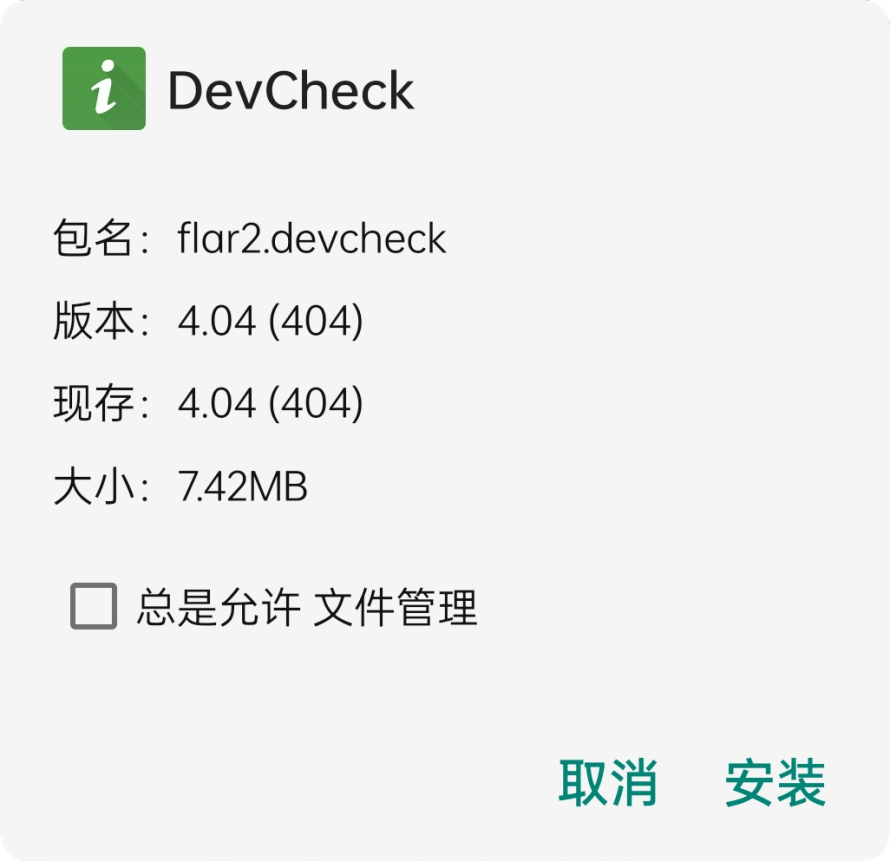 DevCheck
包名：flar2.devcheck
版本：4.04 (404)
现存：4.04 (404)
大小：7.42MB
总是允许 文件管理
取消 安装